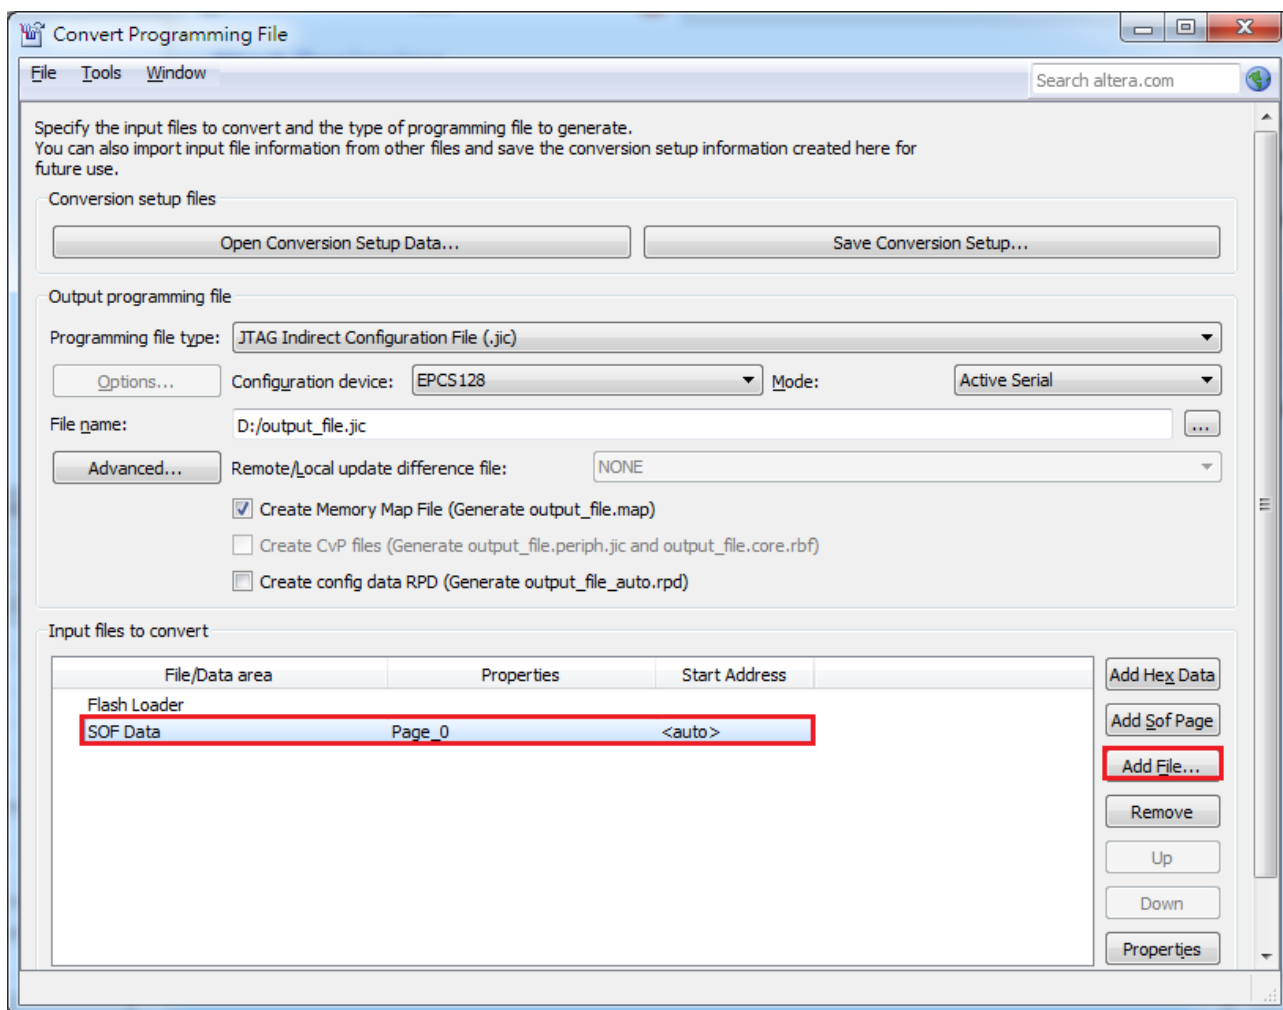 Convert Programming File
File Tools Window
Search altera.com
Specify the input files to convert and the type of programming file to generate.
You can also import input file information from other files and save the conversion setup information created here for
future use.
Conversion setup files
Open Conversion Setup Data...
Save Conversion Setup...
Output programming file
Programming file type: JTAG Indirect Configuration File (.jic)
Options... Configuration device: EPCS128 Mode: Active Serial
File name: D:/output_file.jic ...
Advanced... Remote/Local update difference file: NONE
Create Memory Map File (Generate output_file.map)
Create CvP files (Generate output_file.periph.jic and output_file.core.rbf)
Create config data RPD (Generate output_file_auto.rpd)
Input files to convert
File/Data area Properties Start Address
Flash Loader
SOF Data Page_0 <auto>
Add Hex Data
Add Sof Page
Add File...
Remove
Up
Down
Properties